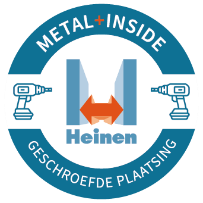 METAL+INSIDE
Heinen
GESCHROEFDE PLAATSING